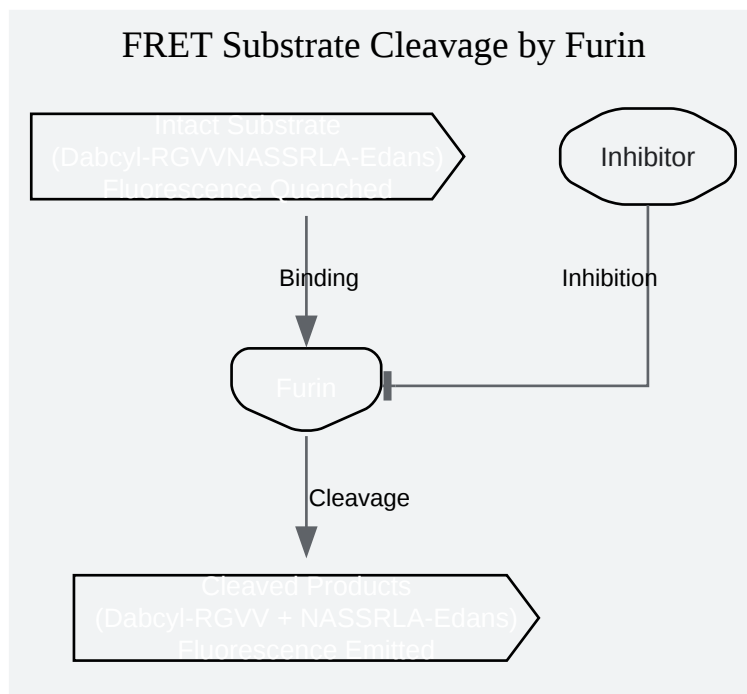 FRET Substrate Cleavage by Furin
Intact Substrate
(Dabcyl-RGVVNASSRLA-Edans)
Fluorescence Quenched
Inhibitor
Binding
Inhibition
Furin
Cleavage
Cleaved Products
(Dabcyl-RGVV + NASSRLA-Edans)
Fluorescence Emitted